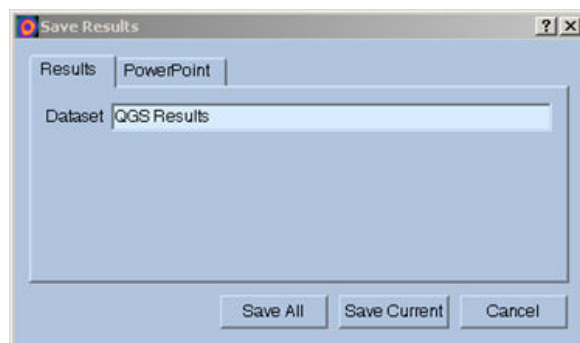 Save Results
Results PowerPoint
Dataset QGS Results
Save All Save Current Cancel